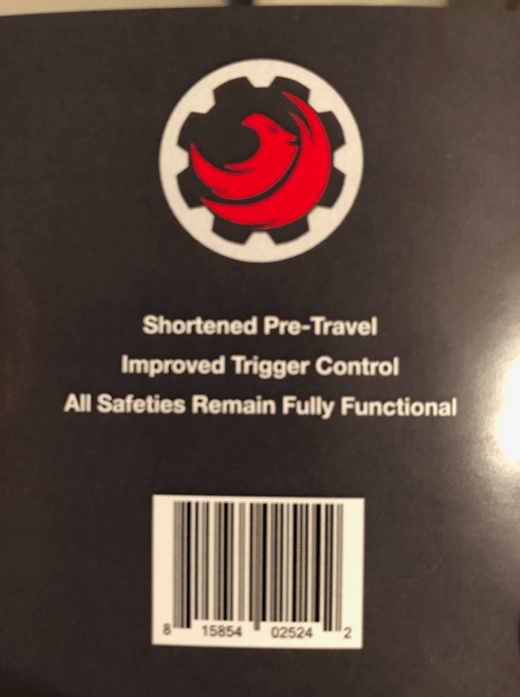 Shortened Pre-Travel
Improved Trigger Control
All Safeties Remain Fully Functional
8 15854 02524 2